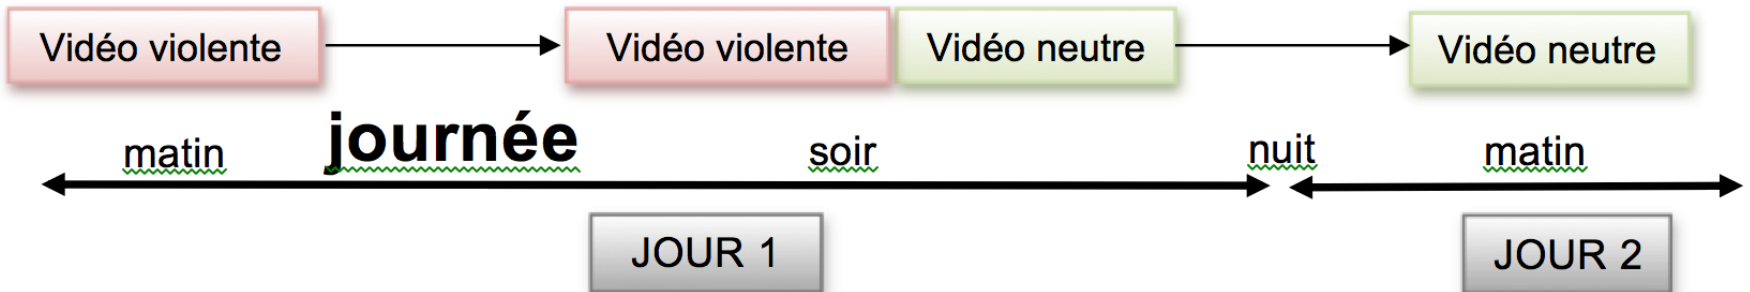 Vidéo violente Vidéo violente Vidéo neutre Vidéo neutre
matin journée soir nuit matin
JOUR 1 JOUR 2